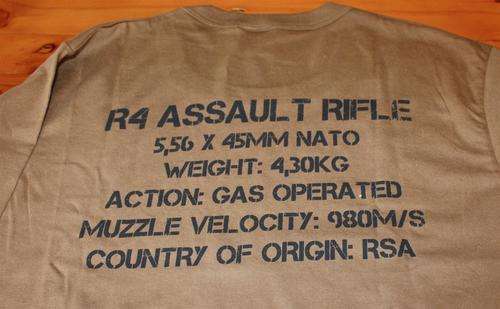 R4 ASSAULT RIFLE
5,56 X 45MM NATO
WEIGHT: 4,30KG
ACTION: GAS OPERATED
MUZZLE VELOCITY: 980M/S
COUNTRY OF ORIGIN: RSA